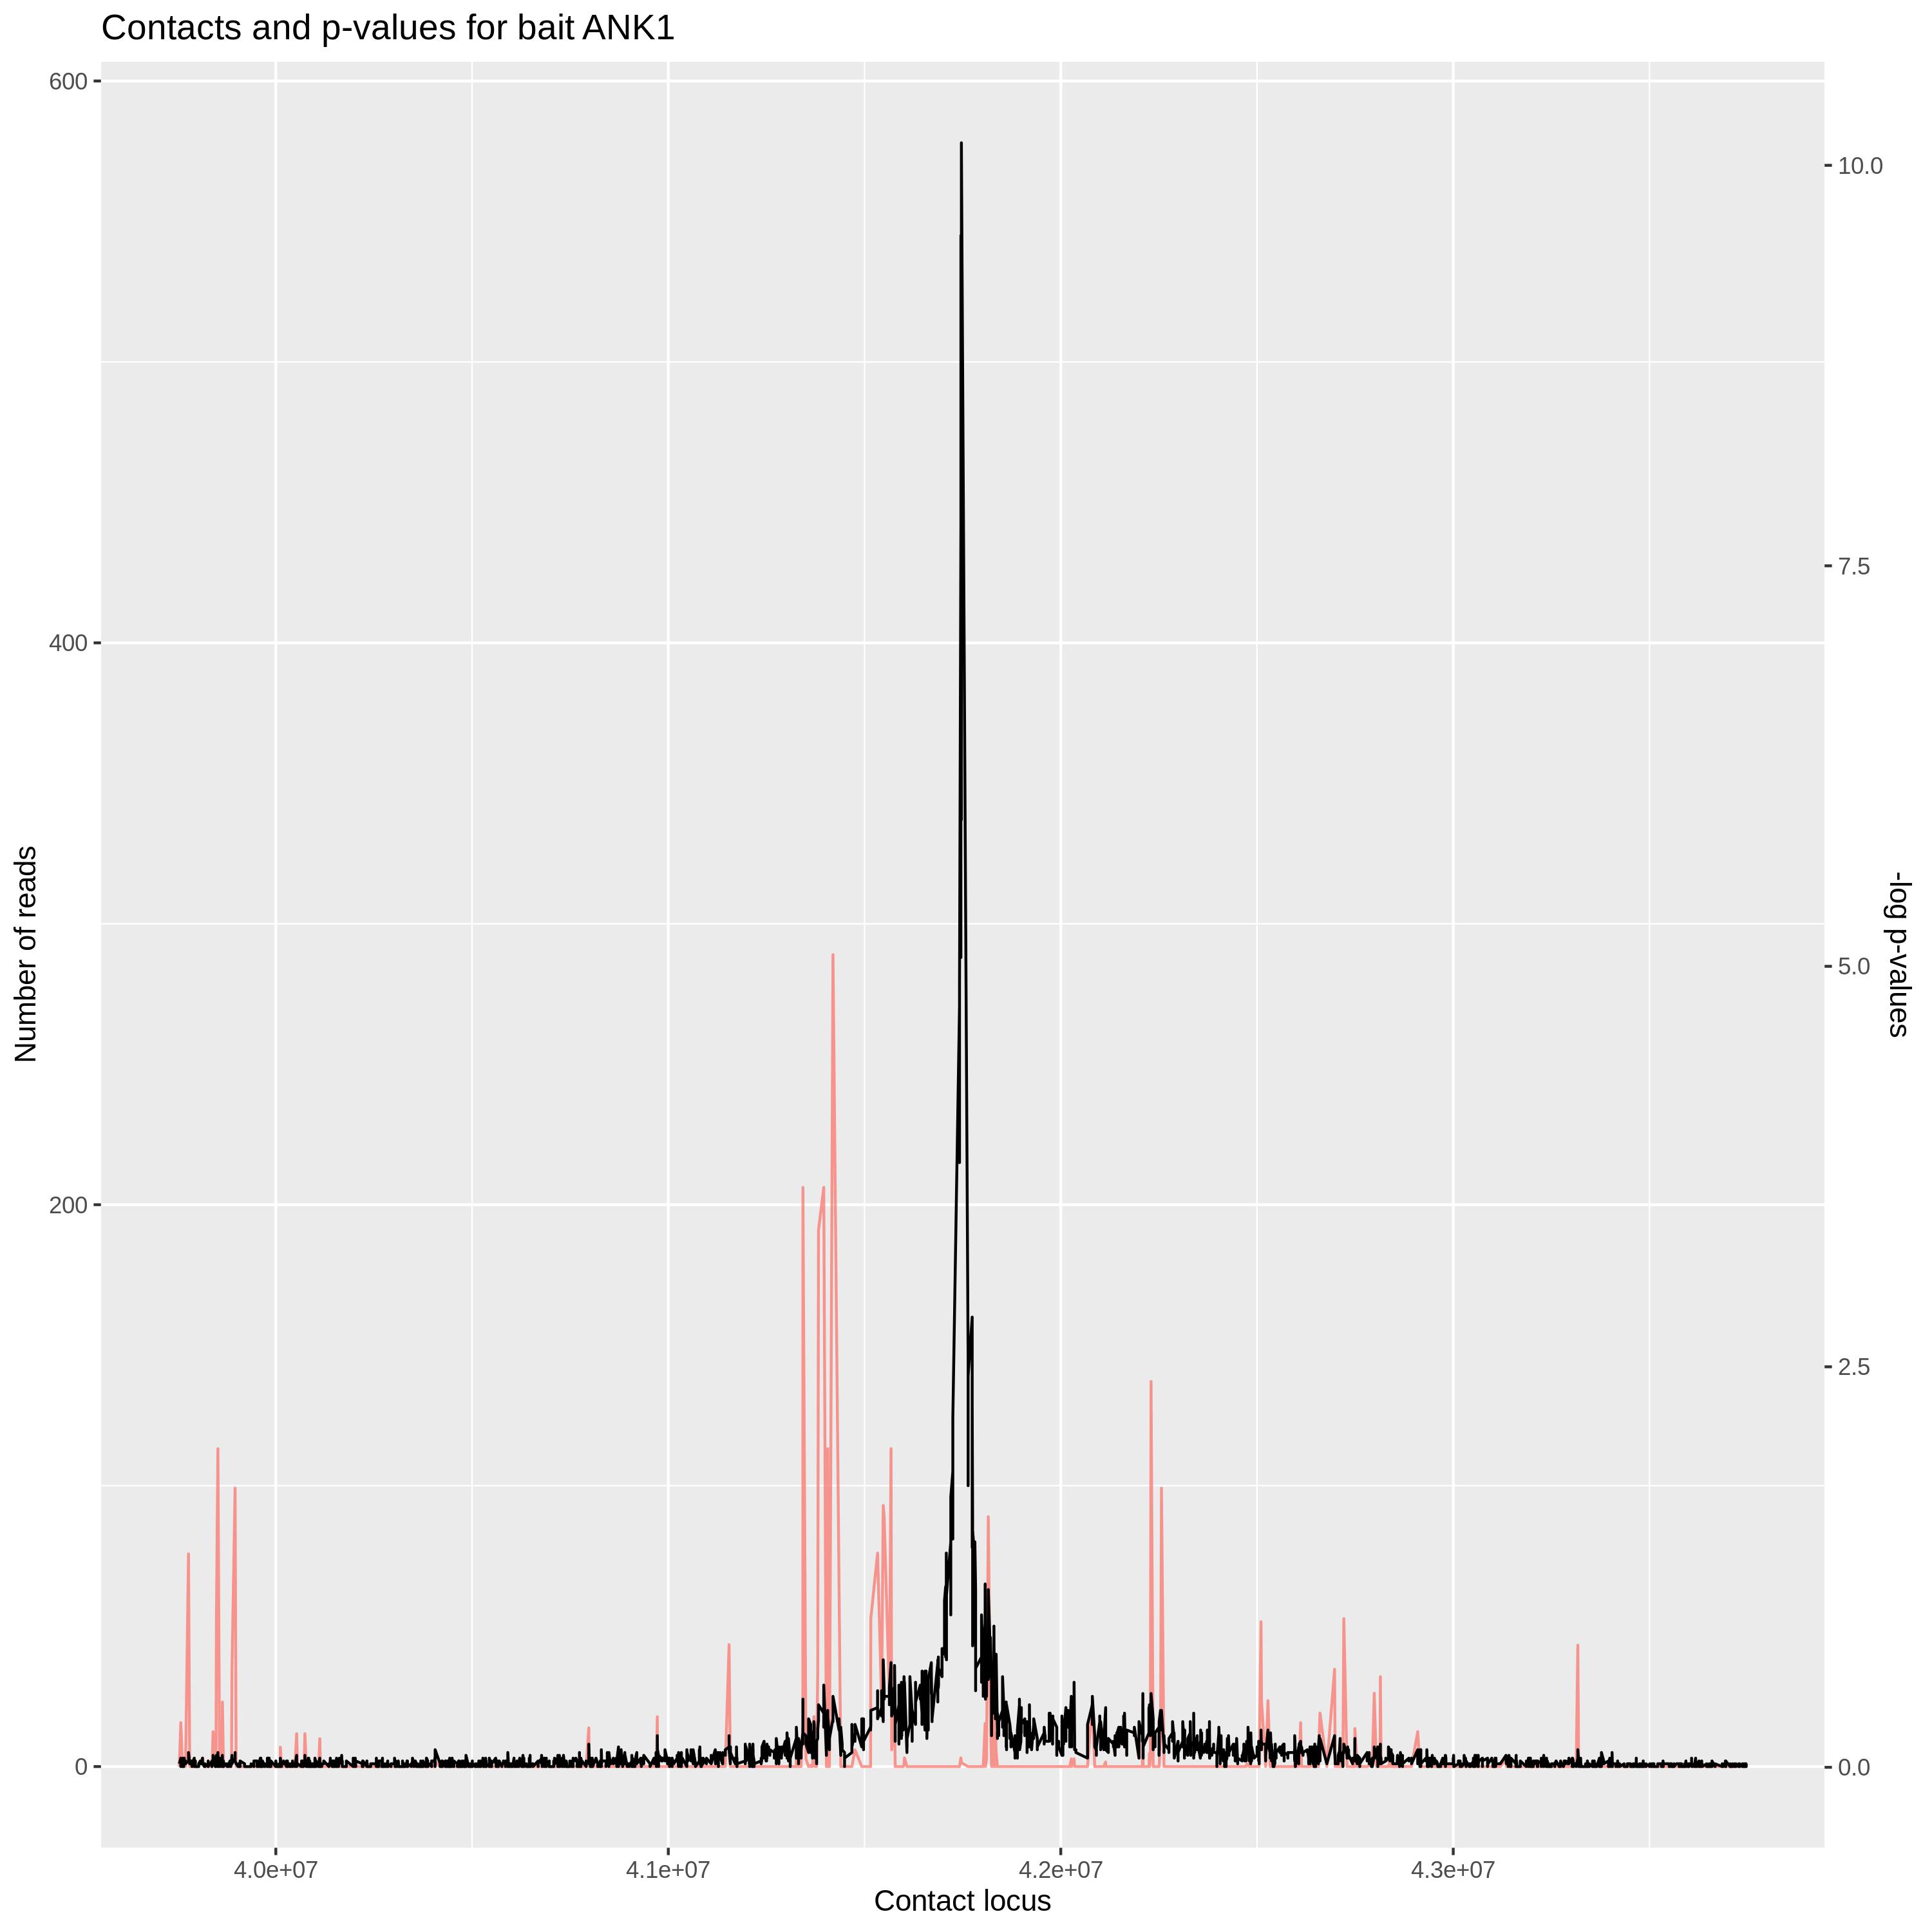 Contacts and p-values for bait ANK1
600
400
200
0
Number of reads
10.0
7.5
5.0
2.5
0.0
-log p-values
4.0e+07
4.1e+07
4.2e+07
4.3e+07
Contact locus